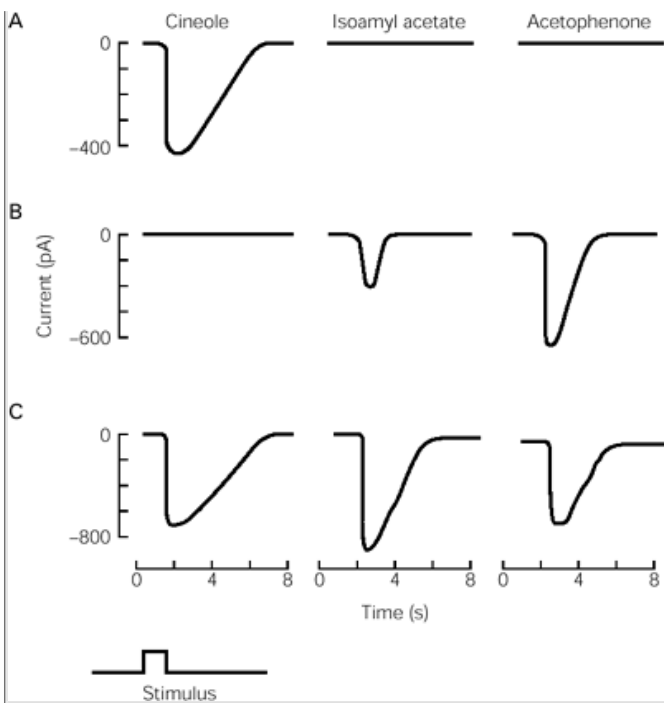 A
Cineole Isoamyl acetate Acetophenone
0
−400
B
0
Current (pA)
−600
C
0
−800
0 4 8 0 4 8 0 4 8
Time (s)
Stimulus